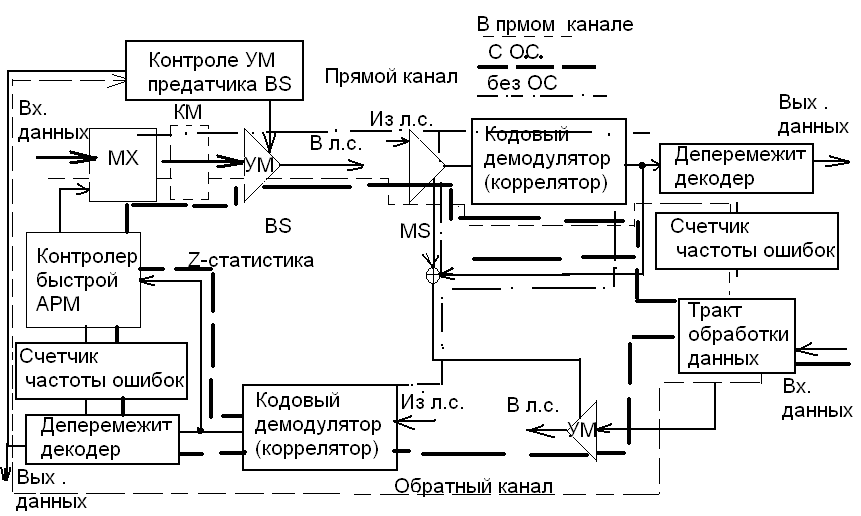 В прмом канале
С О.С.
без ОС
Контроле УМ
предатчика BS
Прямой канал
Вх.
данных
КМ
МХ
УМ
В л.с.
Из л.с.
Кодовый
демодулятор
(коррелятор)
Вых .
данных
Деперемежит
декодер
BS
MS
Счетчик
частоты ошибок
Контролер
быстрой
АРМ
Z-статистика
Тракт
обработки
данных
Счетчик
частоты ошибок
Вх.
данных
Кодовый
демодулятор
(коррелятор)
Из л.с.
В л.с.
УМ
Деперемежит
декодер
Вых .
данных
Обратный канал